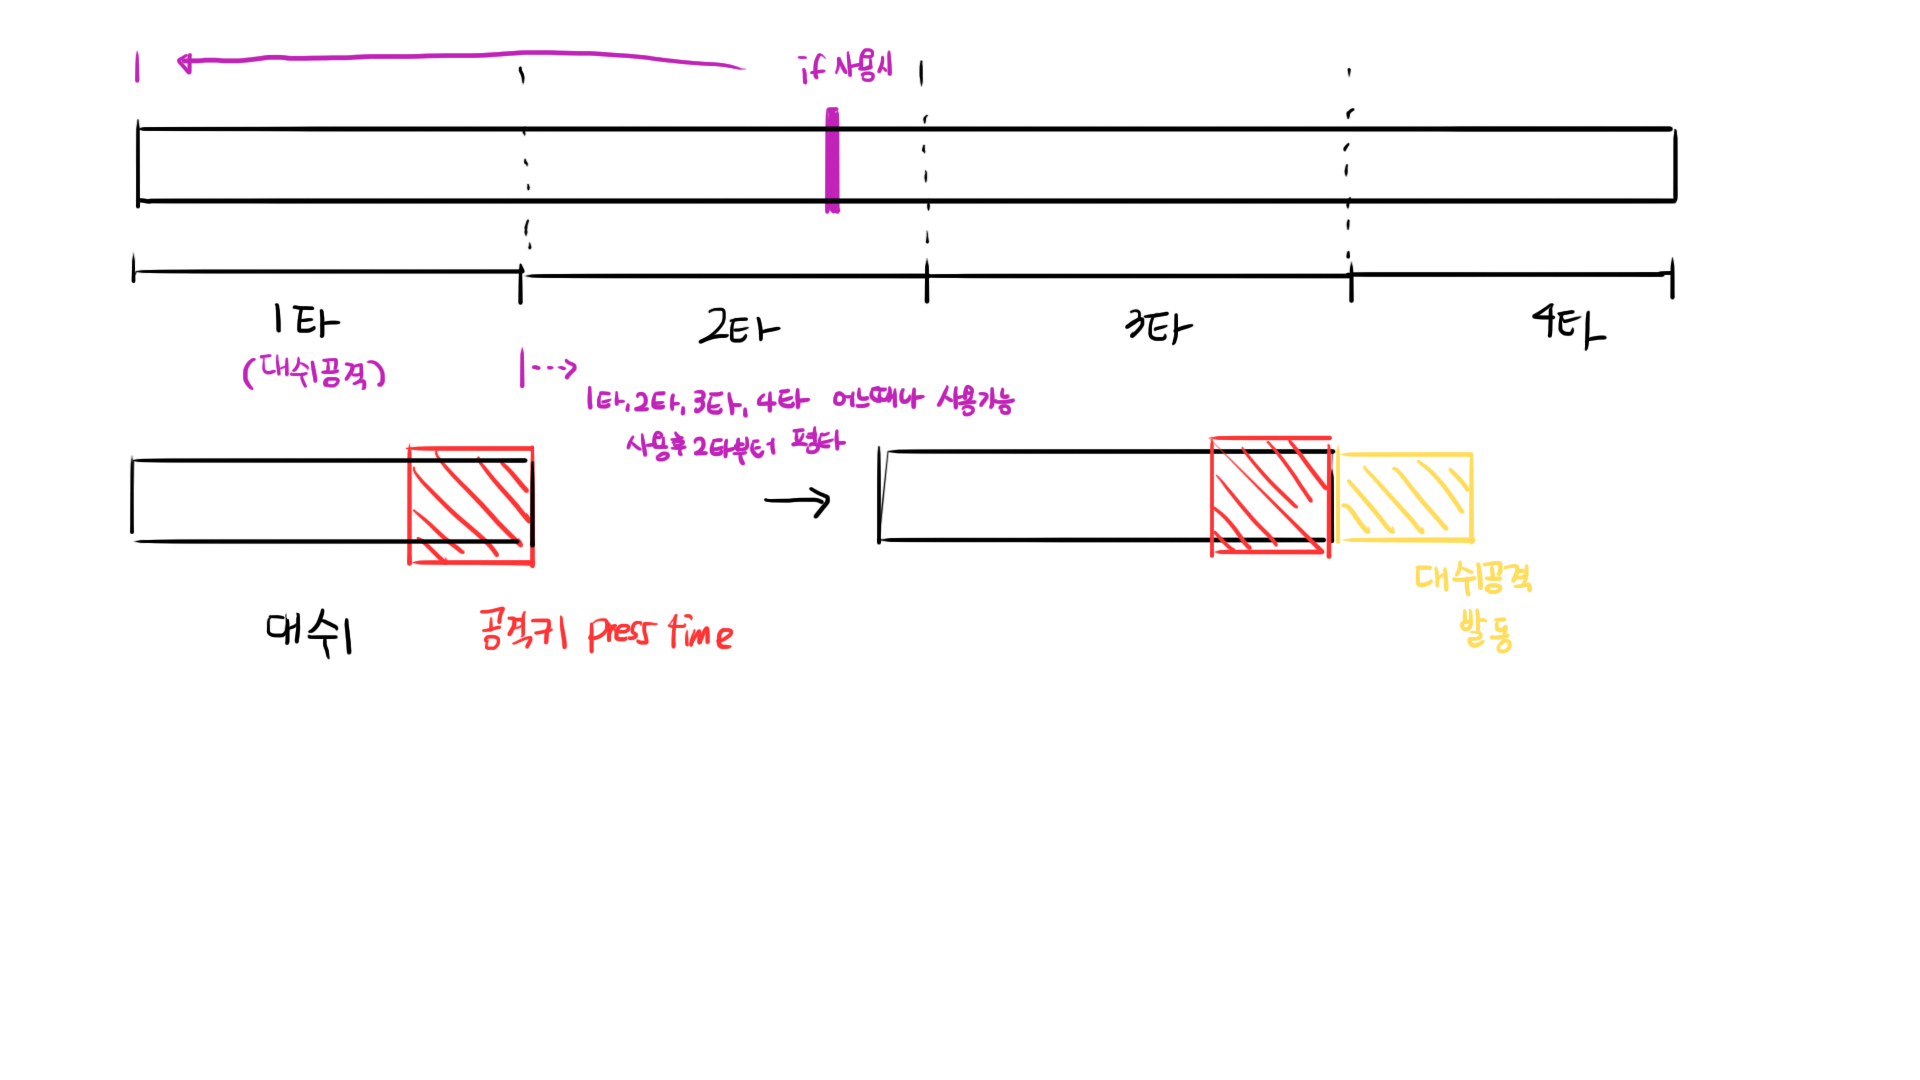 if 사용시
1타
2타
3타
4타
(대쉬공격)
1타, 2타, 3타, 4타 어느때나 사용가능
사용후 2타부터 평타
대쉬
공격키 press time
대쉬공격
발동